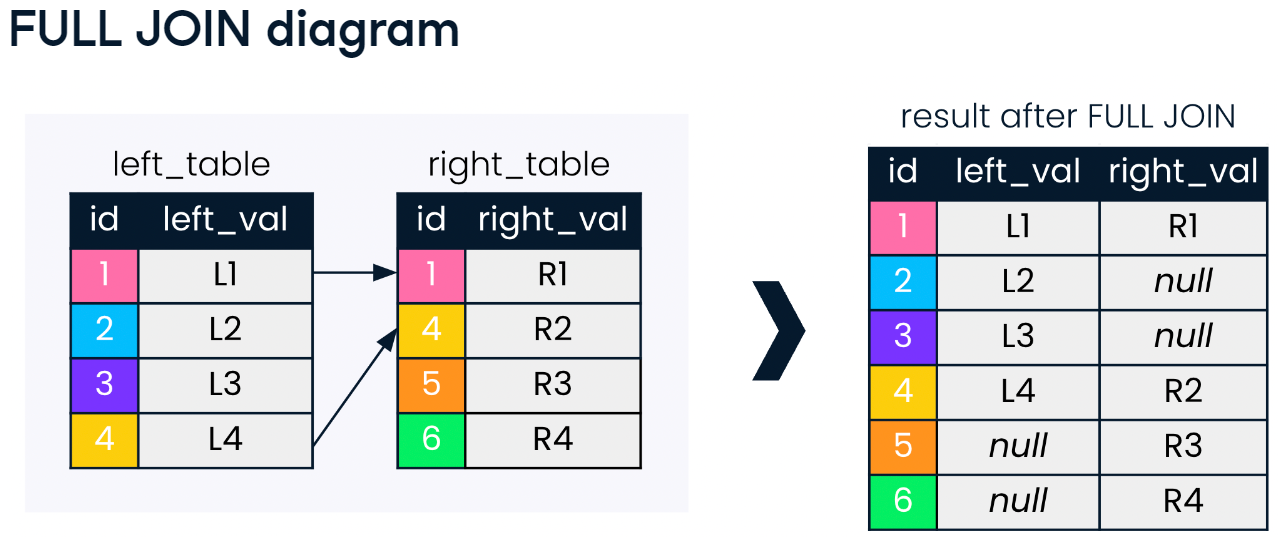 FULL JOIN diagram
result after FULL JOIN
left_table
id left_val
1 L1
2 L2
3 L3
4 L4
right_table
id right_val
1 R1
4 R2
5 R3
6 R4
id left_val right_val
1 L1 R1
2 L2 null
3 L3 null
4 L4 R2
5 null R3
6 null R4